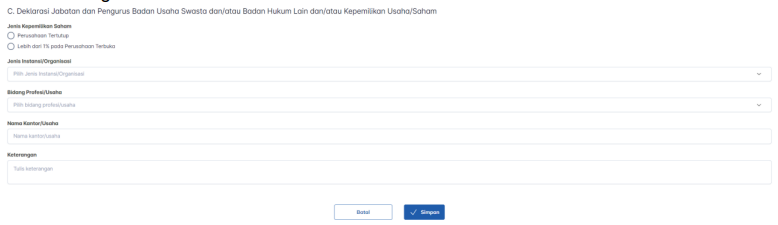 C. Deklarasi Jabatan dan Pengurus Badan Usaha Swasta dan/atau Badan Hukum Lain dan/atau Kepemilikan Usaha/Saham
Jenis Kepemilikan Saham
Perusahaan Tertutup
Lebih dari 1% pada Perusahaan Terbuka
Jenis Instansi/Organisasi
Pilih Jenis Instansi/Organisasi
Bidang Profesi/Usaha
Pilih bidang profesi/usaha
Nama Kantor/Usaha
Nama kantor/usaha
Keterangan
Tulis keterangan
Batal
Simpan